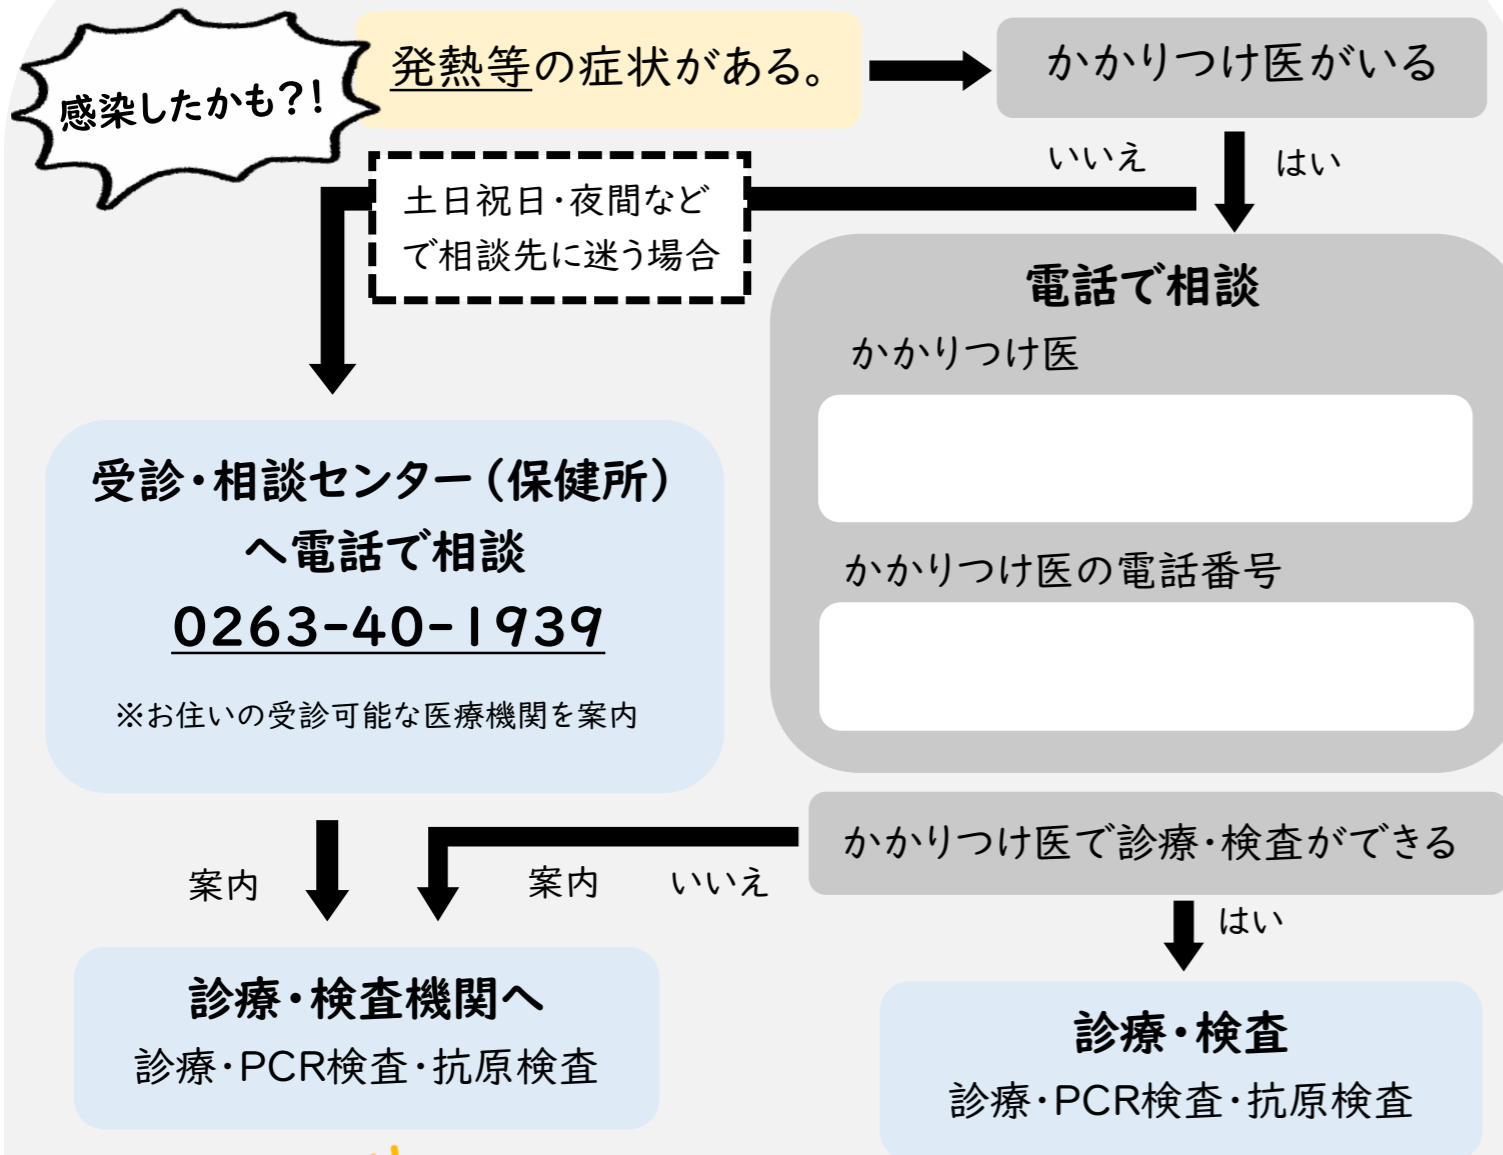 感染したかも?!
発熱等の症状がある。
かかりつけ医がいる
いいえ
はい
土日祝日・夜間など
で相談先に迷う場合
電話で相談
かかりつけ医
かかりつけ医の電話番号
受診・相談センター(保健所)
へ電話で相談
0263-40-1939
※お住いの受診可能な医療機関を案内
かかりつけ医で診療・検査ができる
案内
案内
いいえ
はい
診療・検査機関へ
診療・PCR検査・抗原検査
診療・検査
診療・PCR検査・抗原検査